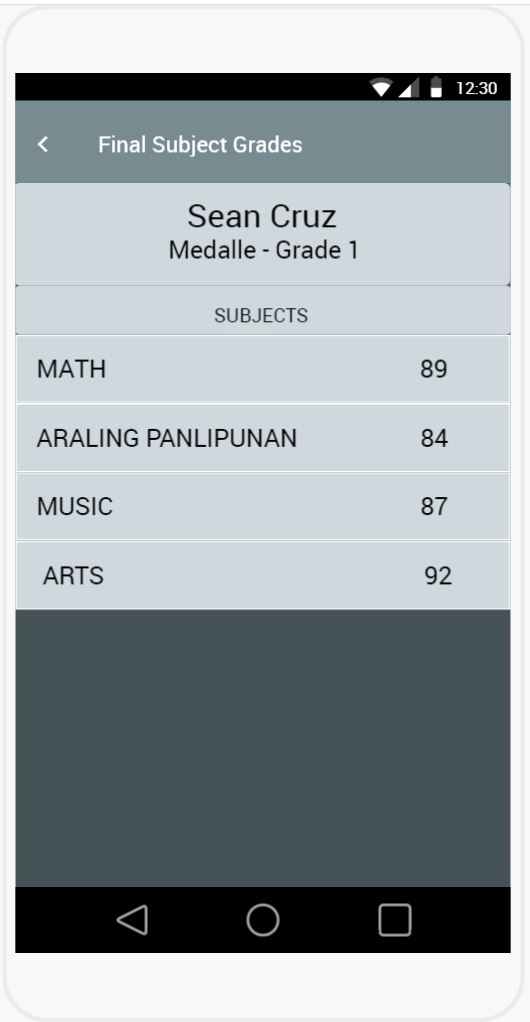 12:30
Final Subject Grades
Sean Cruz
Medalle - Grade 1
SUBJECTS
MATH 89
ARALING PANLIPUNAN 84
MUSIC 87
ARTS 92